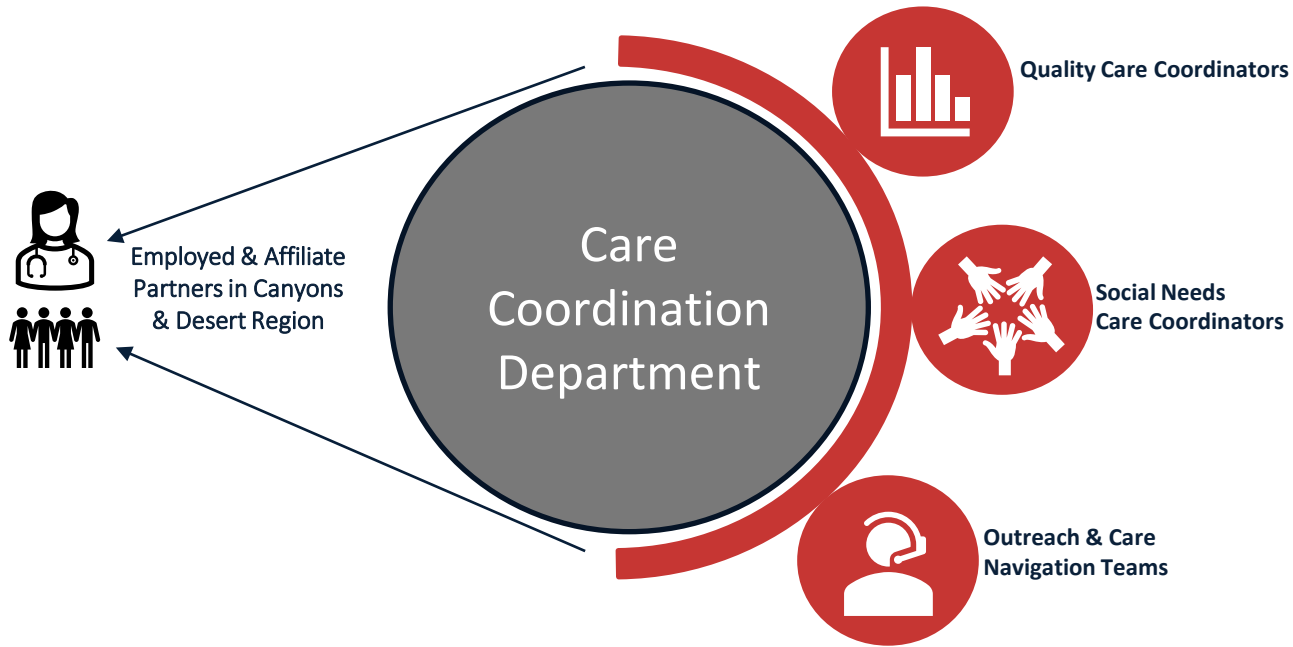 Quality Care Coordinators
Employed & Affiliate
Partners in Canyons
& Desert Region
Care
Coordination
Department
Social Needs
Care Coordinators
Outreach & Care
Navigation Teams